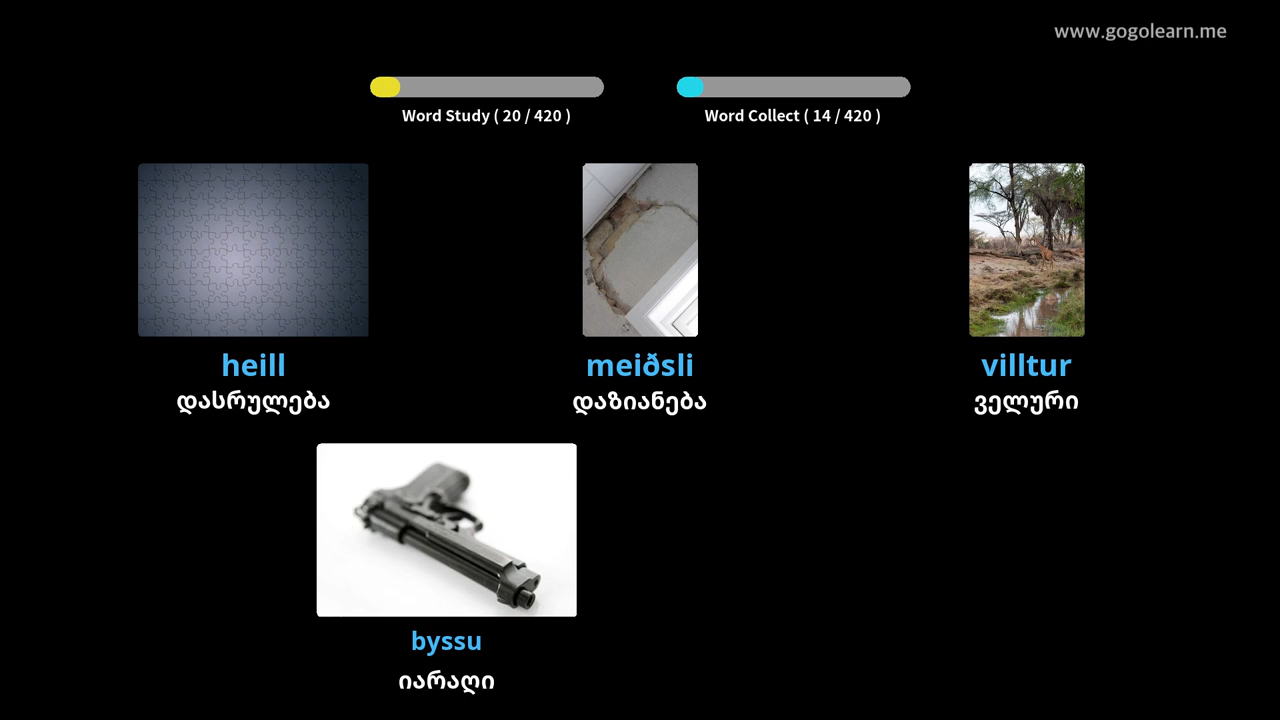 www.gogolearn.me
Word Study ( 20 / 420 )
Word Collect ( 14 / 420 )
heill
დასრულება
meiðsli
დაზიანება
villtur
ველური
byssu
იარაღი